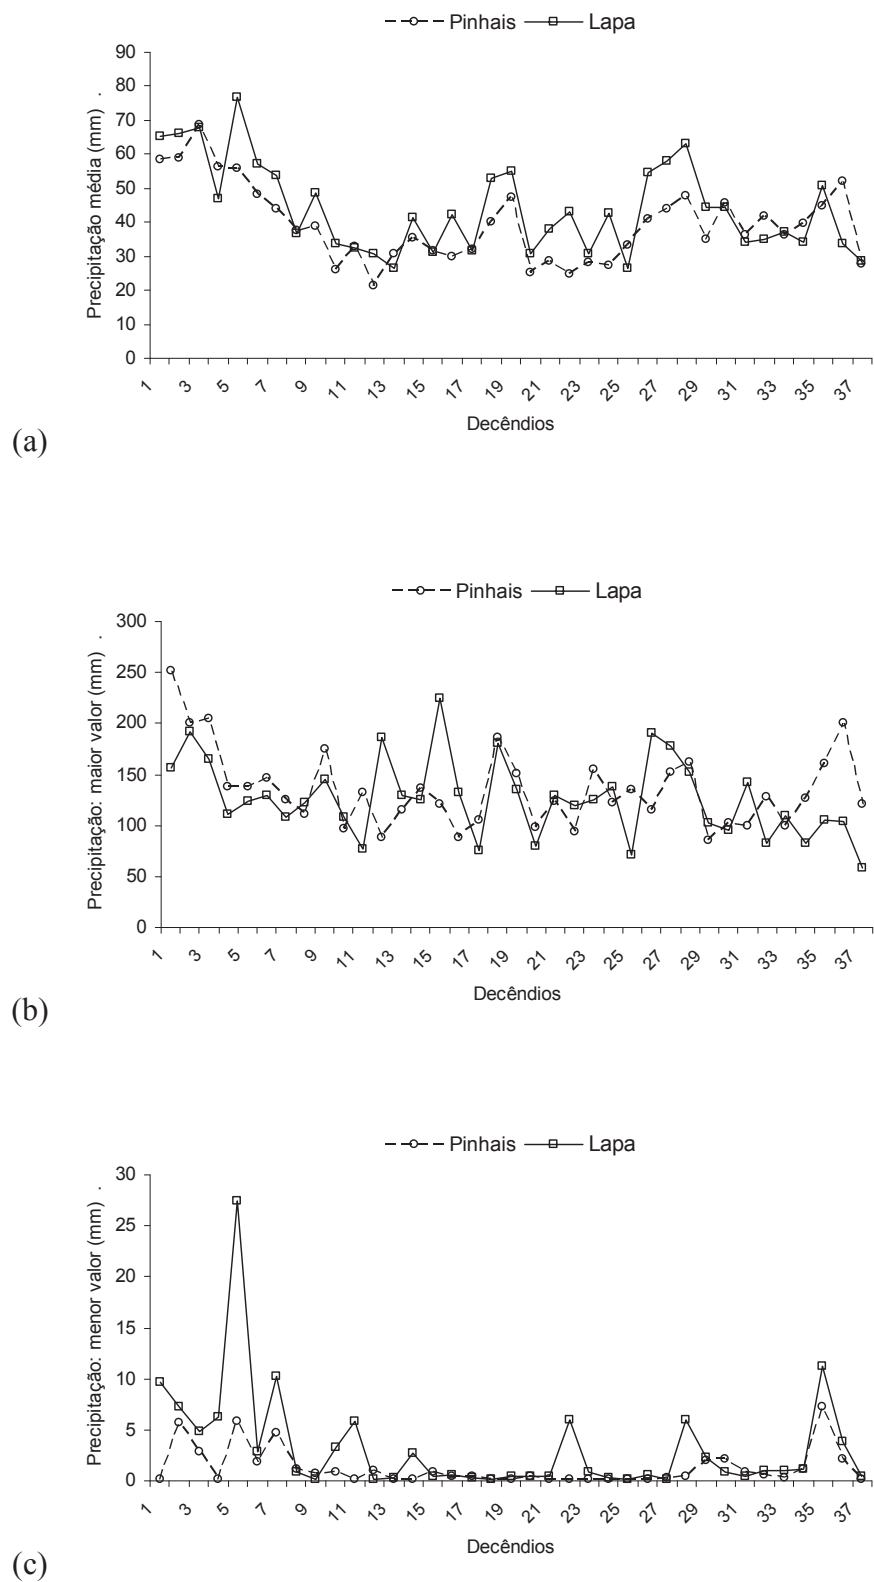 Pinhais Lapa
Precipitação média (mm) .
90
80
70
60
50
40
30
20
10
0
1 3 5 7 9 11 13 15 17 19 21 23 25 27 29 31 33 35 37
Decêndios
(a)
Pinhais Lapa
Precipitação: maior valor (mm) .
300
250
200
150
100
50
0
1 3 5 7 9 11 13 15 17 19 21 23 25 27 29 31 33 35 37
Decêndios
(b)
Pinhais Lapa
Precipitação: menor valor (mm) .
30
25
20
15
10
5
0
1 3 5 7 9 11 13 15 17 19 21 23 25 27 29 31 33 35 37
Decêndios
(c)